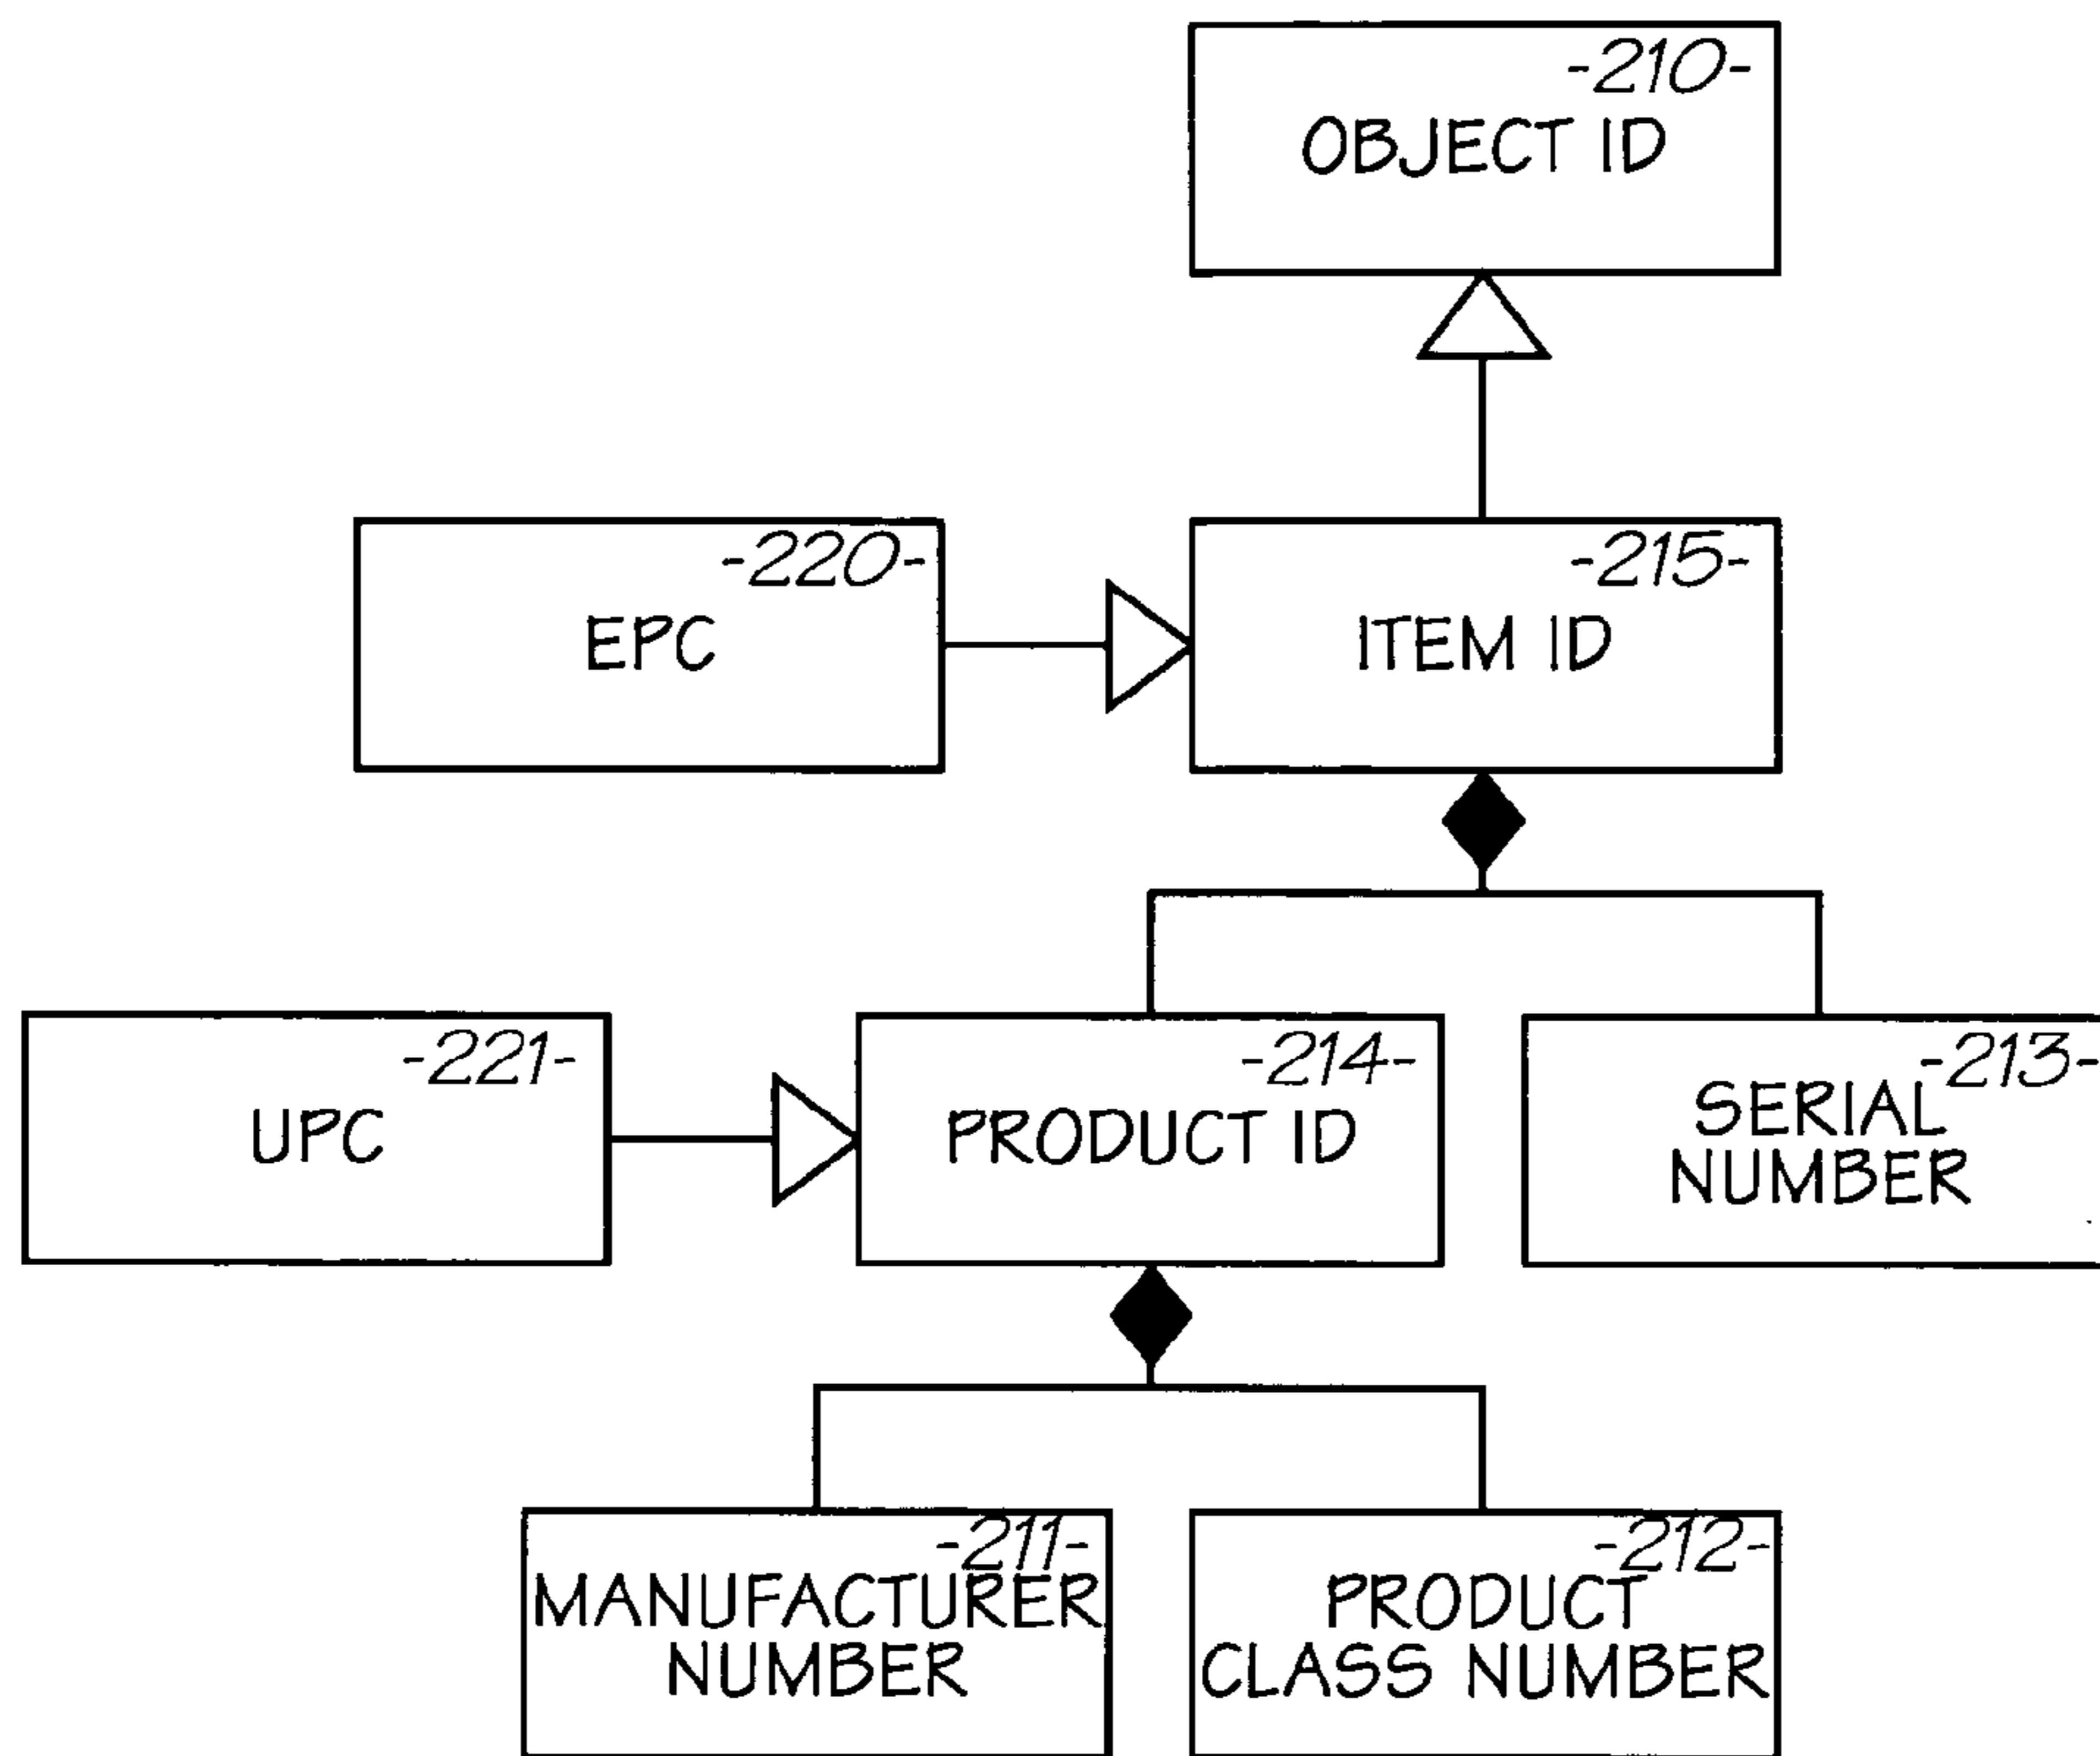 -210-
OBJECT ID
-220-
EPC
-215-
ITEM ID
-221-
UPC
-214-
PRODUCT ID
-213-
SERIAL
NUMBER
-211-
MANUFACTURER
NUMBER
-212-
PRODUCT
CLASS NUMBER